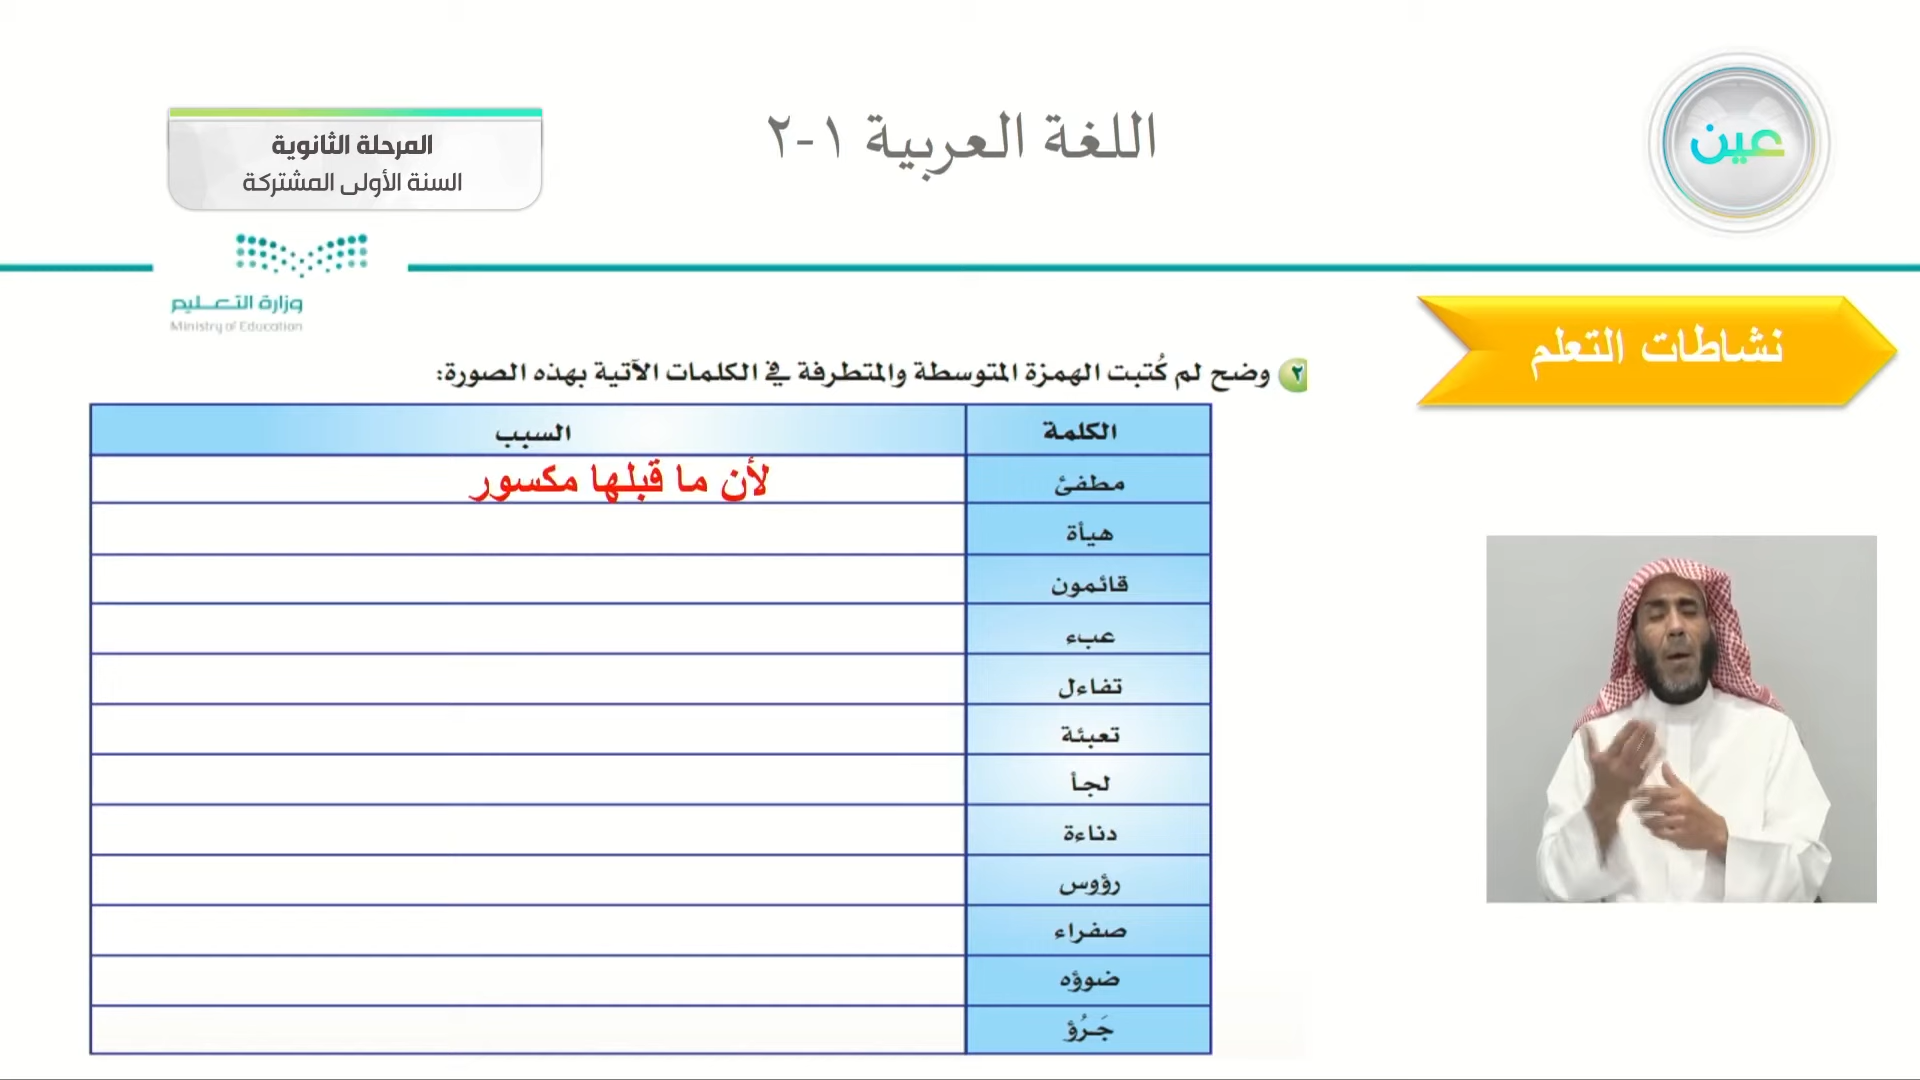 عين
اللغة العربية ١-٢
المرحلة الثانوية
السنة الأولى المشتركة
وزارة التعليم
Ministry of Education
نشاطات التعلم
٢ وضح لم كُتبت الهمزة المتوسطة والمتطرفة في الكلمات الآتية بهذه الصورة:
الكلمة السبب
مطفئ لأن ما قبلها مكسور
هيأة
قائمون
عبء
تفاءل
تعبئة
لجأ
دناءة
رؤوس
صفراء
ضوؤه
جَرُؤ